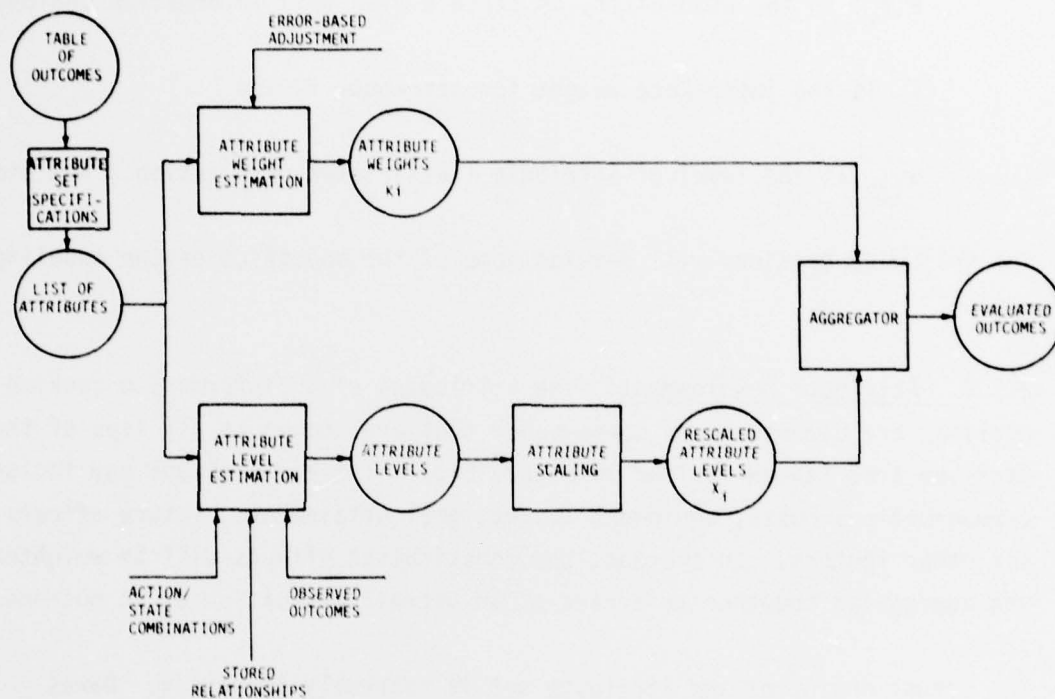 ERROR-BASED
ADJUSTMENT
TABLE
OF
OUTCOMES
ATTRIBUTE
SET
SPECIFI-
CATIONS
LIST OF
ATTRIBUTES
ATTRIBUTE
WEIGHT
ESTIMATION
ATTRIBUTE
WEIGHTS
Ki
AGGREGATOR
EVALUATED
OUTCOMES
ATTRIBUTE
LEVEL
ESTIMATION
ATTRIBUTE
LEVELS
ATTRIBUTE
SCALING
RESCALED
ATTRIBUTE
LEVELS
Xi
ACTION/
STATE
COMBINATIONS
OBSERVED
OUTCOMES
STORED
RELATIONSHIPS